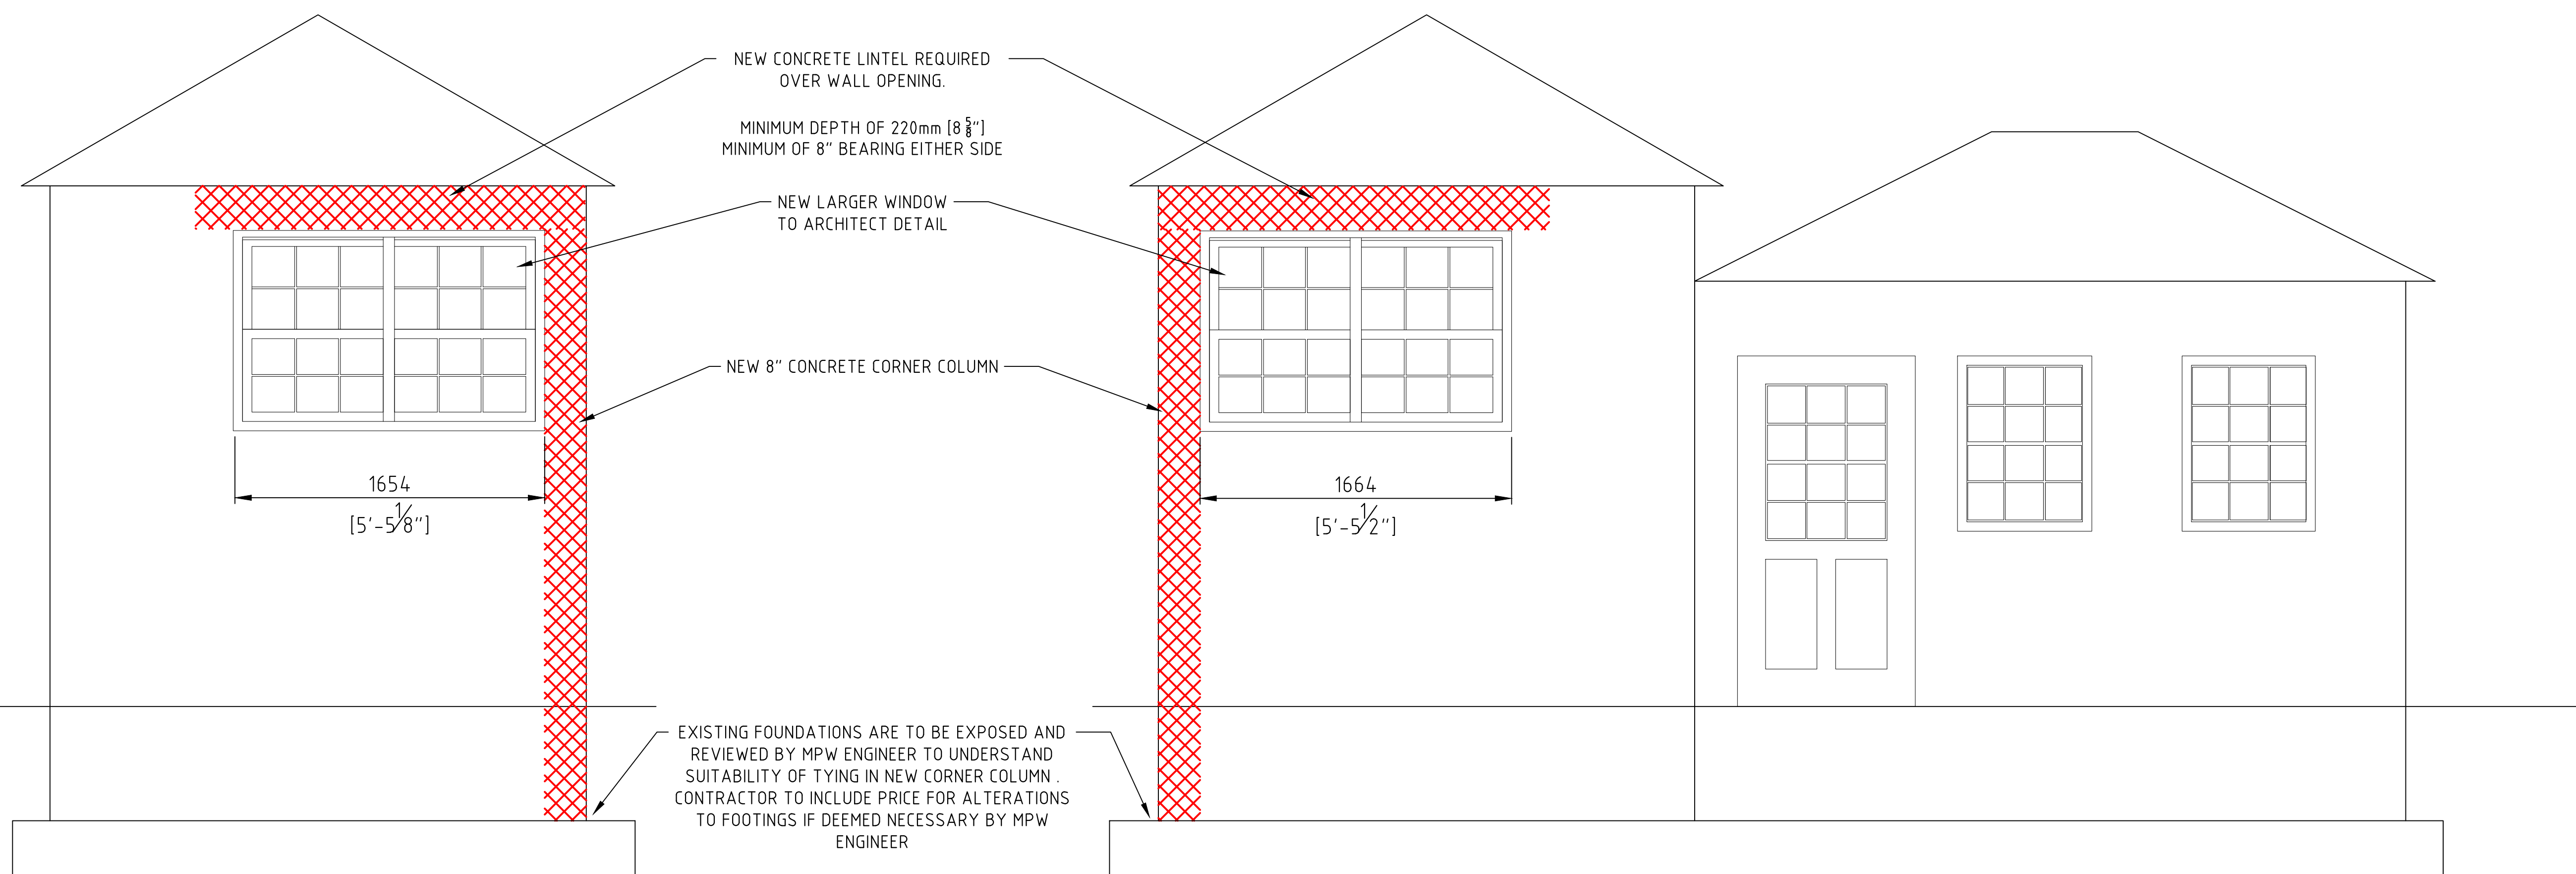 NEW CONCRETE LINTEL REQUIRED
OVER WALL OPENING.
MINIMUM DEPTH OF 220mm [8 5/8"]
MINIMUM OF 8" BEARING EITHER SIDE
NEW LARGER WINDOW
TO ARCHITECT DETAIL
NEW 8" CONCRETE CORNER COLUMN
1654
[5'-5 1/8"]
1664
[5'-5 1/2"]
EXISTING FOUNDATIONS ARE TO BE EXPOSED AND
REVIEWED BY MPW ENGINEER TO UNDERSTAND
SUITABILITY OF TYING IN NEW CORNER COLUMN .
CONTRACTOR TO INCLUDE PRICE FOR ALTERATIONS
TO FOOTINGS IF DEEMED NECESSARY BY MPW
ENGINEER